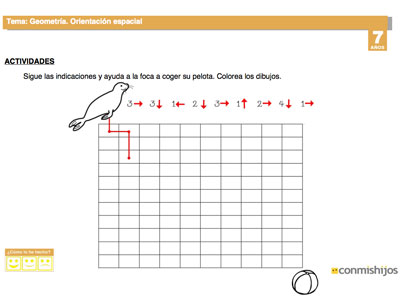 Tema: Geometría. Orientación espacial
7
AÑOS
ACTIVIDADES
Sigue las indicaciones y ayuda a la foca a coger su pelota. Colorea los dibujos.
3→ 3↓ 1← 2↓ 3→ 1↑ 2→ 4↓ 1→
¿Cómo lo he hecho?
conmishijos